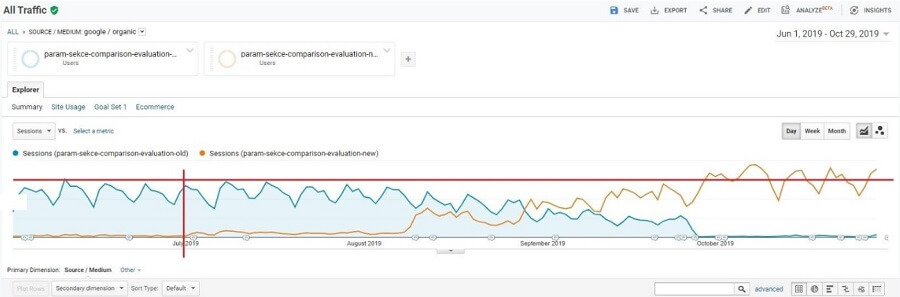 All Traffic
SAVE EXPORT SHARE EDIT ANALYZE BETA INSIGHTS
ALL » SOURCE / MEDIUM: google / organic
Jun 1, 2019 - Oct 29, 2019
param-sekce-comparison-evaluation-...
Users
param-sekce-comparison-evaluation-n...
Users
+
Explorer
Summary Site Usage Goal Set 1 Ecommerce
Sessions VS. Select a metric
Day Week Month
Sessions (param-sekce-comparison-evaluation-old) Sessions (param-sekce-comparison-evaluation-new)
July 2019 August 2019 September 2019 October 2019
Primary Dimension: Source / Medium Other
Plot Rows Secondary dimension Sort Type: Default advanced